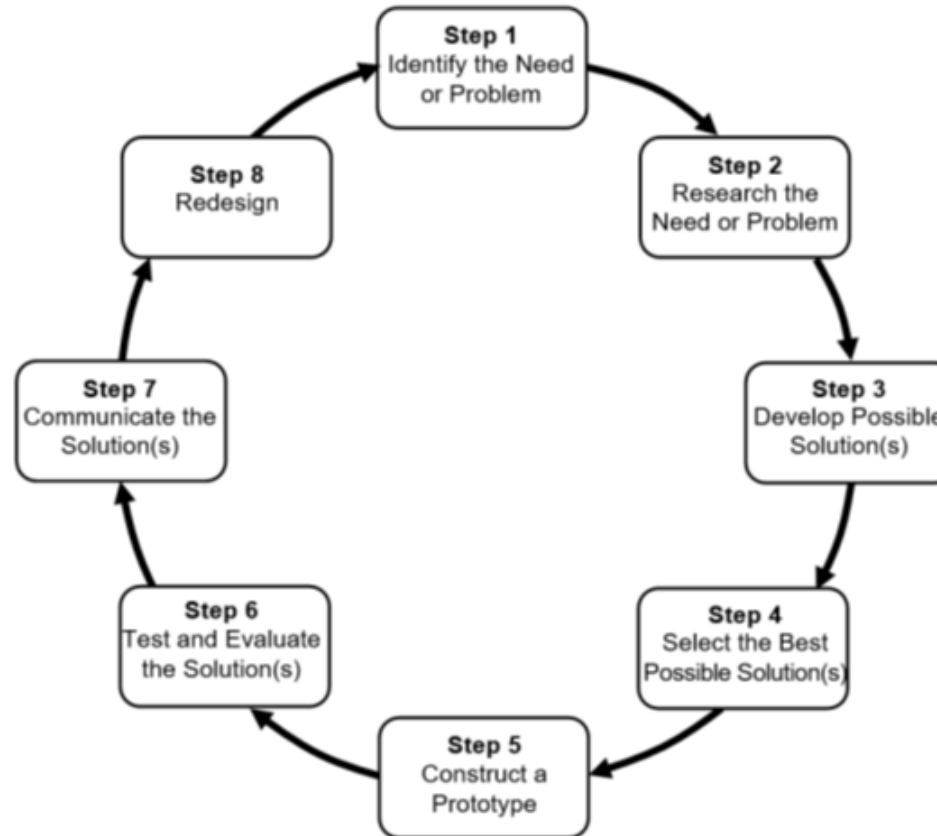 Step 1
Identify the Need
or Problem
Step 2
Research the
Need or Problem
Step 3
Develop Possible
Solution(s)
Step 4
Select the Best
Possible Solution(s)
Step 5
Construct a
Prototype
Step 6
Test and Evaluate
the Solution(s)
Step 7
Communicate the
Solution(s)
Step 8
Redesign